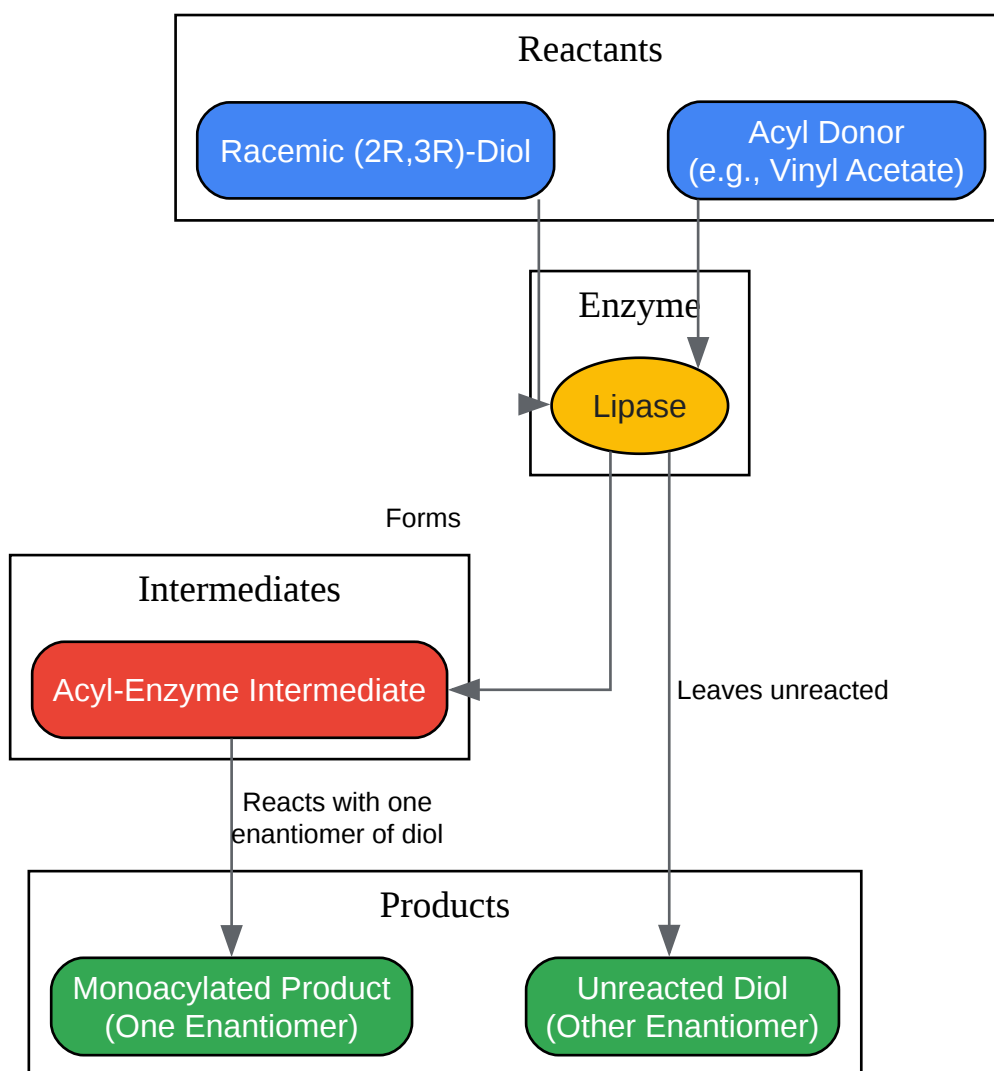 Reactants
Racemic (2R,3R)-Diol
Acyl Donor
(e.g., Vinyl Acetate)
Enzyme
Lipase
Forms
Intermediates
Acyl-Enzyme Intermediate
Leaves unreacted
Reacts with one
enantiomer of diol
Products
Monoacylated Product
(One Enantiomer)
Unreacted Diol
(Other Enantiomer)